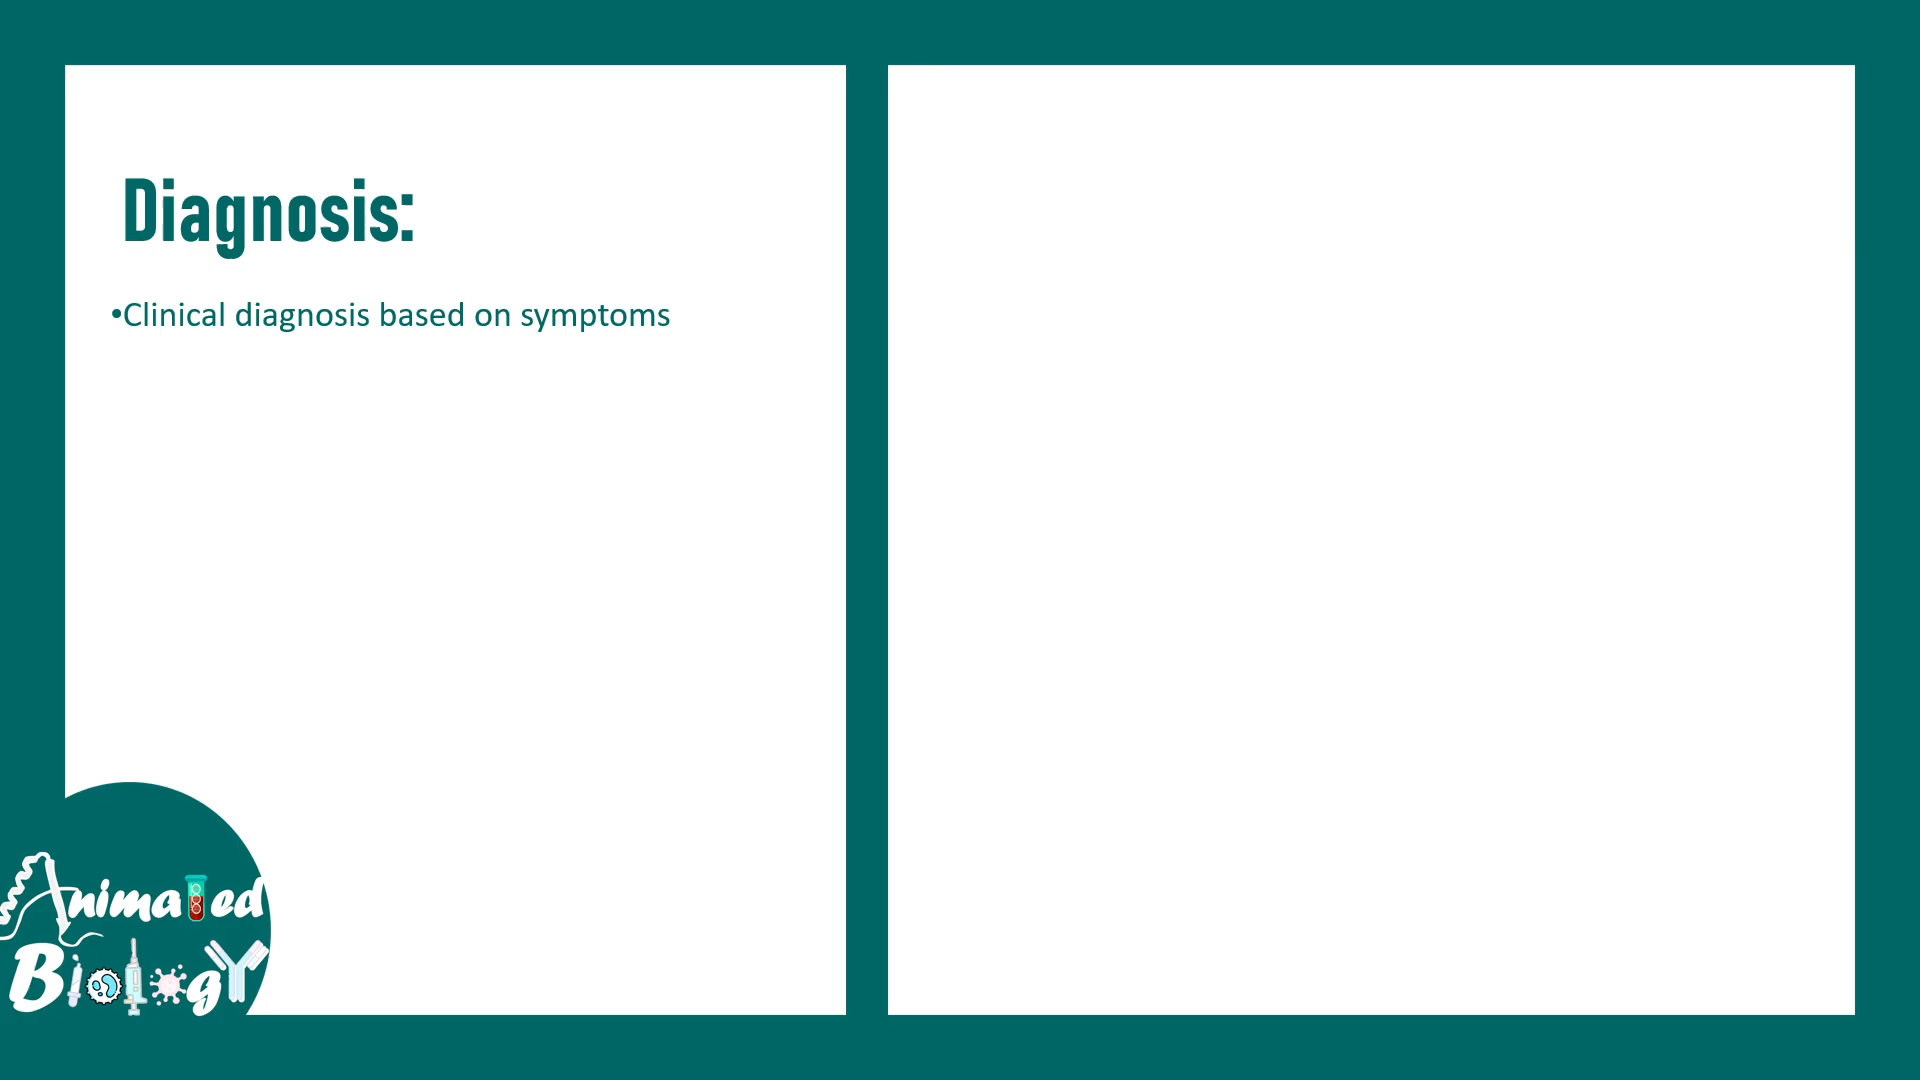 Diagnosis:
•Clinical diagnosis based on symptoms
Animated
Biology